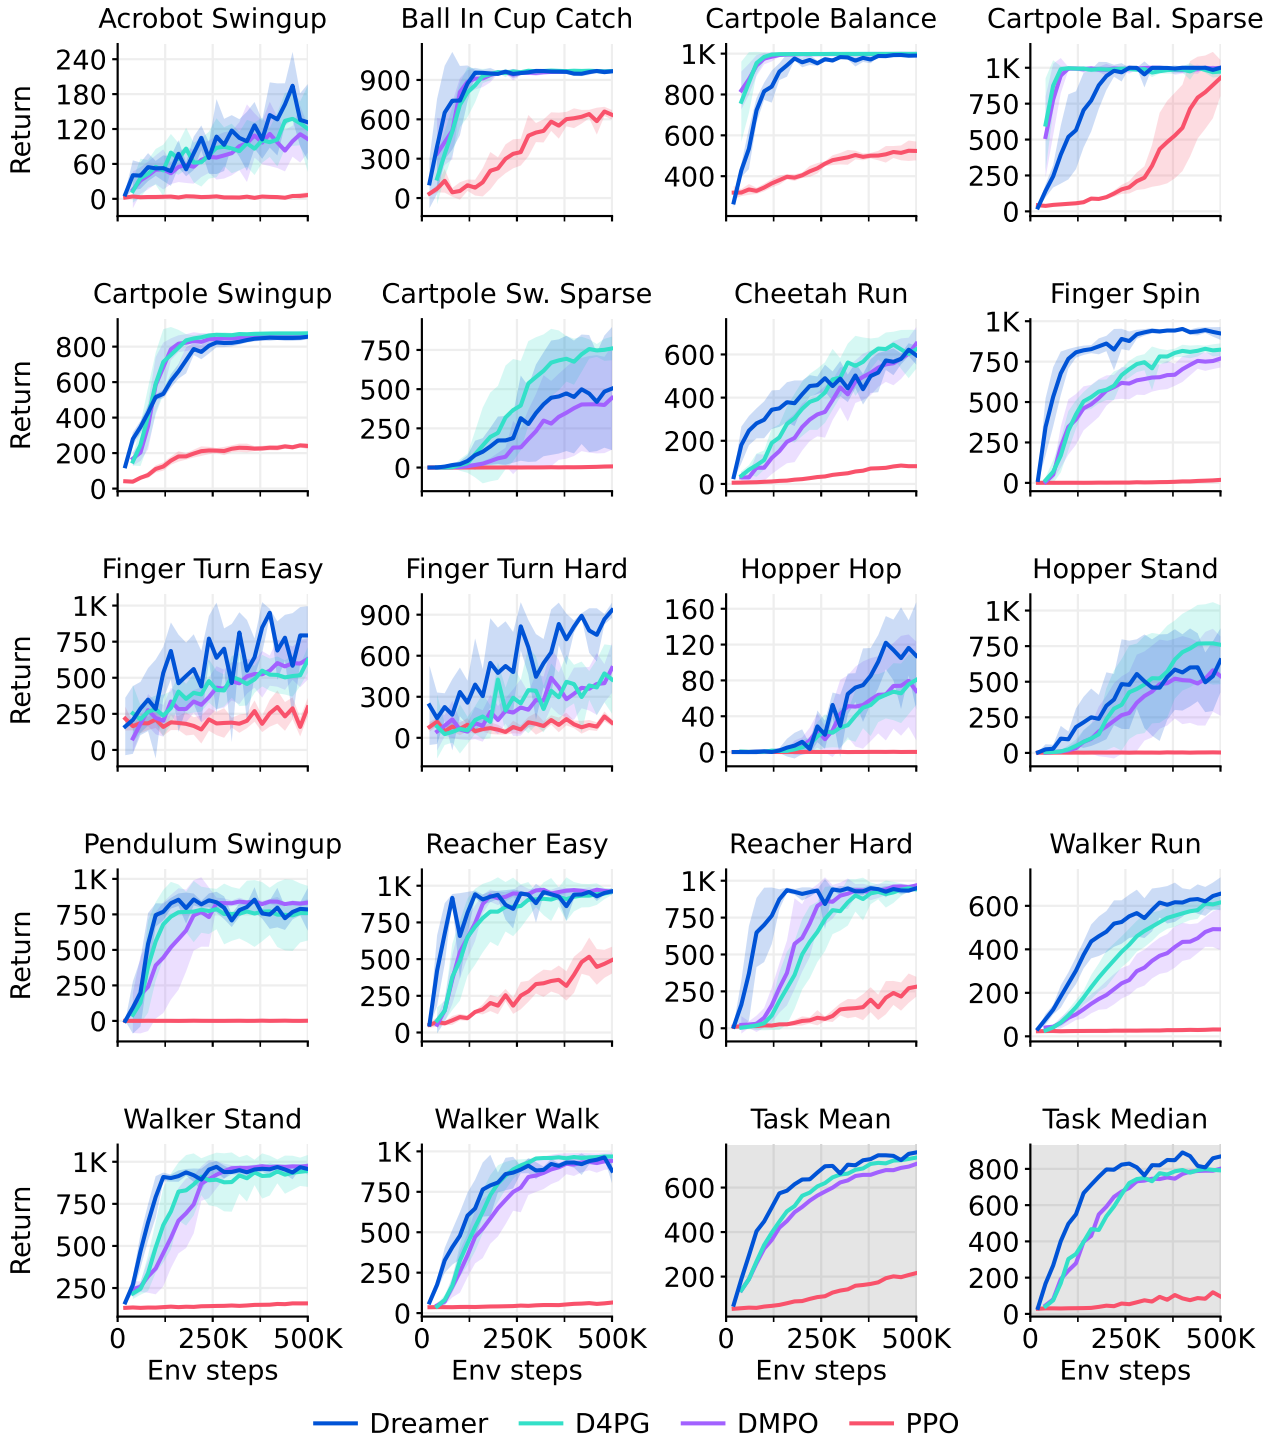 Acrobot Swingup
Ball In Cup Catch
Cartpole Balance
Cartpole Bal. Sparse
Return
240
180
120
60
0
900
600
300
0
1K
800
600
400
1K
750
500
250
0
Cartpole Swingup
Cartpole Sw. Sparse
Cheetah Run
Finger Spin
Return
800
600
400
200
0
750
500
250
0
600
400
200
0
1K
750
500
250
0
Finger Turn Easy
Finger Turn Hard
Hopper Hop
Hopper Stand
Return
1K
750
500
250
0
900
600
300
0
160
120
80
40
0
1K
750
500
250
0
Pendulum Swingup
Reacher Easy
Reacher Hard
Walker Run
Return
1K
750
500
250
0
1K
750
500
250
0
1K
750
500
250
0
600
400
200
0
Walker Stand
Walker Walk
Task Mean
Task Median
Return
1K
750
500
250
1K
750
500
250
0
600
400
200
800
600
400
200
0
0 250K 500K
0 250K 500K
0 250K 500K
0 250K 500K
Env steps
Env steps
Env steps
Env steps
Dreamer
D4PG
DMPO
PPO